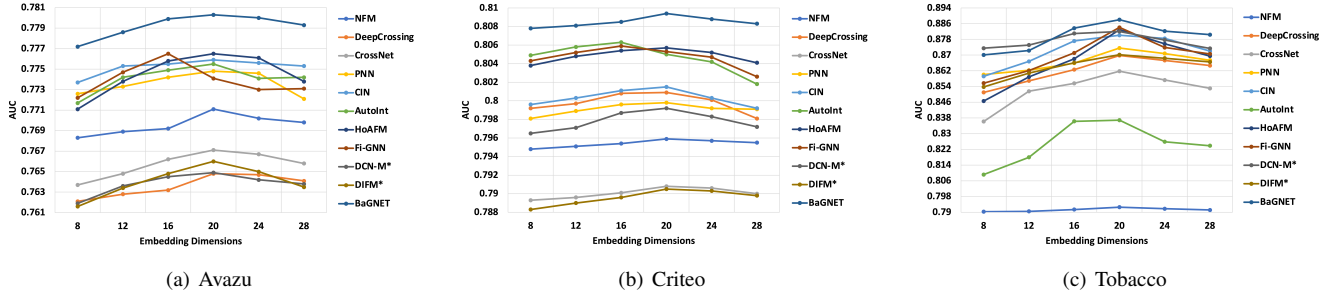 0.781
0.779
0.777
0.775
0.773
0.771
0.769
0.767
0.765
0.763
0.761
AUC
8
12
16
20
24
28
Embedding Dimensions
NFM
DeepCrossing
CrossNet
PNN
CIN
AutoInt
HoAFM
Fi-GNN
DCN-M*
DIFM*
BaGNET
(a) Avazu
0.81
0.808
0.806
0.804
0.802
0.8
0.798
0.796
0.794
0.792
0.79
0.788
AUC
8
12
16
20
24
28
Embedding Dimensions
NFM
DeepCrossing
CrossNet
PNN
CIN
AutoInt
HoAFM
Fi-GNN
DCN-M*
DIFM*
BaGNET
(b) Criteo
0.894
0.886
0.878
0.87
0.862
0.854
0.846
0.838
0.83
0.822
0.814
0.806
0.798
0.79
AUC
8
12
16
20
24
28
Embedding Dimensions
NFM
DeepCrossing
CrossNet
PNN
CIN
AutoInt
HoAFM
Fi-GNN
DCN-M*
DIFM*
BaGNET
(c) Tobacco